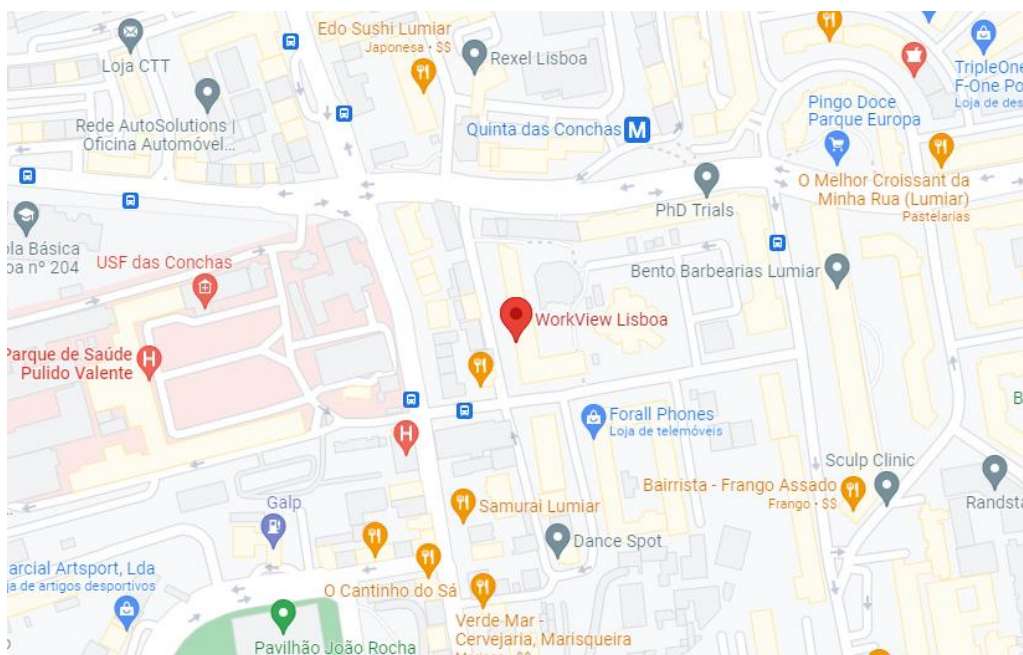 Edo Sushi Lumiar
Japonesa • $$
Loja CTT
Rexel Lisboa
TripleOne
F-One Po
Loja de des
Rede AutoSolutions |
Oficina Automóvel...
Quinta das Conchas M
Pingo Doce
Parque Europa
O Melhor Croissant da
Minha Rua (Lumiar)
Pastelarias
PhD Trials
ola Básica
oa nº 204
USF das Conchas
Bento Barbearias Lumiar
WorkView Lisboa
Parque de Saúde
Pulido Valente
H
H
B
Forall Phones
Loja de telemóveis
Sculp Clinic
Bairrista - Frango Assado
Frango • $$
Randsta
Galp
Samurai Lumiar
Dance Spot
arcial Artsport, Lda
ja de artigos desportivos
O Cantinho do Sá
Verde Mar -
Cervejaria, Marisqueira
Pavilhão João Rocha